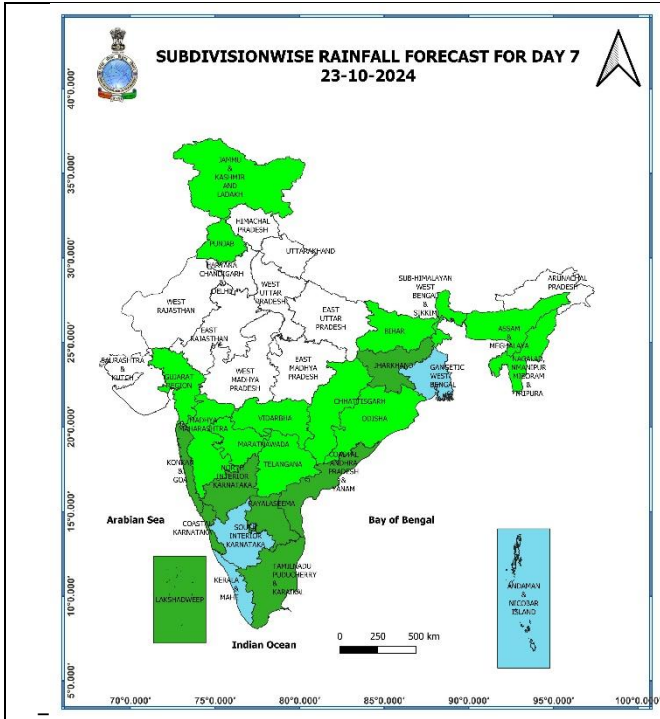 SUBDIVISIONWISE RAINFALL FORECAST FOR DAY 7
23-10-2024
40°0.000'
35°0.000'
30°0.000'
25°0.000'
20°0.000'
15°0.000'
10°0.000'
5°0.000'
JAMMU
&
KASHMIR
AND
LADAKH
HIMACHAL
PRADESH
PUNJAB
UTTARAKHAND
CHANDIGARH
DELHI
WEST
UTTAR
PRADESH
WEST
RAJASTHAN
EAST
RAJASTHAN
EAST
UTTAR
PRADESH
SUB-HIMALAYAN
WEST
BENGAL
&
SIKKIM
ARUNACHAL
PRADESH
ASSAM
&
MEGHALAYA
MANIPUR
MIZORAM
&
TRIPURA
BIHAR
JHARKHAND
GANGETIC
WEST
BENGAL
SAURASHTRA
&
KUTCH
GUJARAT
REGION
WEST
MADHYA
PRADESH
EAST
MADHYA
PRADESH
CHHATTISGARH
ODISHA
VIDARBHA
MADHYA
MAHARASHTRA
MARATHWADA
TELANGANA
KONKAN
&
GOA
NORTH
INTERIOR
KARNATAKA
COASTAL
ANDHRA
PRADESH
&
YANAM
RAYALASEEMA
COASTAL
KARNATAKA
SOUTH
INTERIOR
KARNATAKA
TAMILNADU
PUDUCHERRY
&
KARAIKAL
KERALA
&
MAHE
LAKSHADWEEP
ANDAMAN
&
NICOBAR
ISLAND
Arabian Sea
Bay of Bengal
Indian Ocean
0 250 500 km
70°0.000' 75°0.000' 80°0.000' 85°0.000' 90°0.000' 95°0.000' 100°0.000'